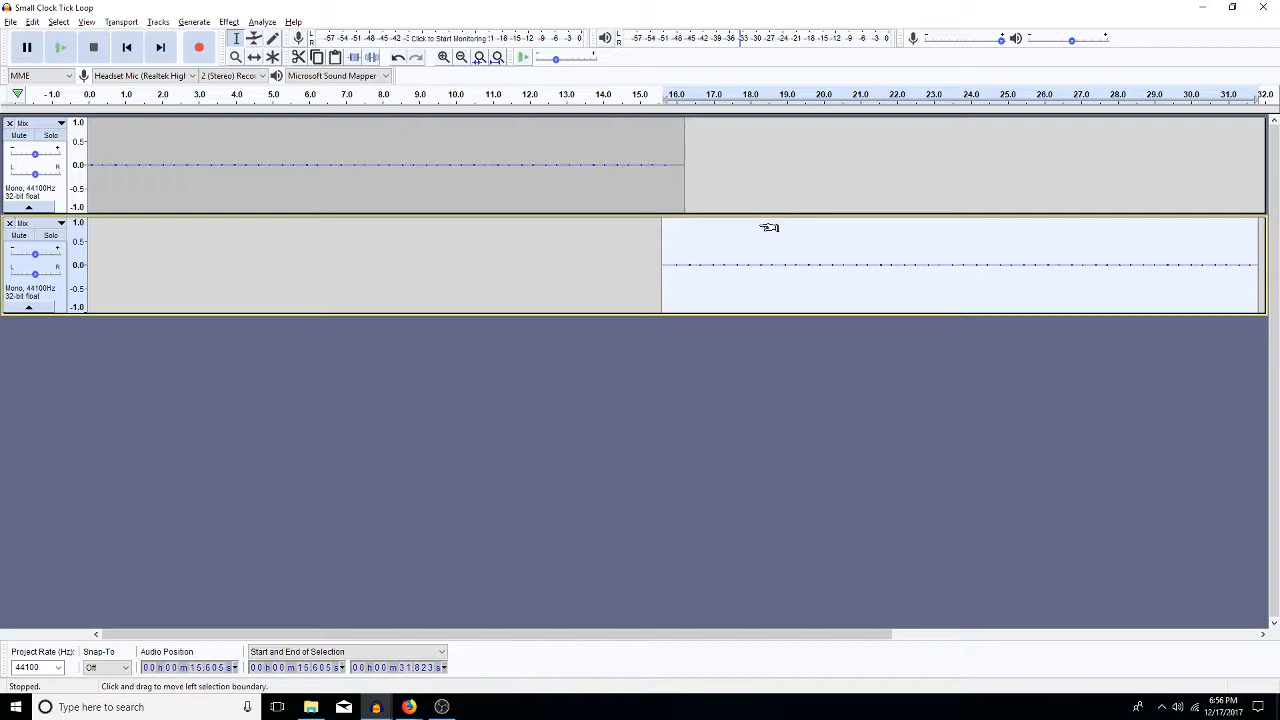 Small Clock Tick Loop
File Edit Select View Transport Tracks Generate Effect Analyze Help
-57 -54 -51 -48 -45 -42 -3 Click to Start Monitoring !1 -18 -15 -12 -9 -6 -3 0
-57 -54 -51 -48 -45 -42 -39 -36 -33 -30 -27 -24 -21 -18 -15 -12 -9 -6 -3 0
MME Headset Mic (Realtek Higl 2 (Stereo) Recor Microsoft Sound Mapper
-1.0 0.0 1.0 2.0 3.0 4.0 5.0 6.0 7.0 8.0 9.0 10.0 11.0 12.0 13.0 14.0 15.0 16.0 17.0 18.0 19.0 20.0 21.0 22.0 23.0 24.0 25.0 26.0 27.0 28.0 29.0 30.0 31.0 32.0
Mix 1.0
Mute Solo
0.5
- +
L R 0.0
Mono, 44100Hz -0.5
32-bit float
-1.0
Mix 1.0
Mute Solo
0.5
- +
L R 0.0
Mono, 44100Hz -0.5
32-bit float
-1.0
Project Rate (Hz): Snap-To Audio Position Start and End of Selection
44100 Off 00 h 00 m 15.605 s 00 h 00 m 15.605 s 00 h 00 m 31.823 s
Stopped. Click and drag to move left selection boundary.
Type here to search
6:56 PM
12/17/2017